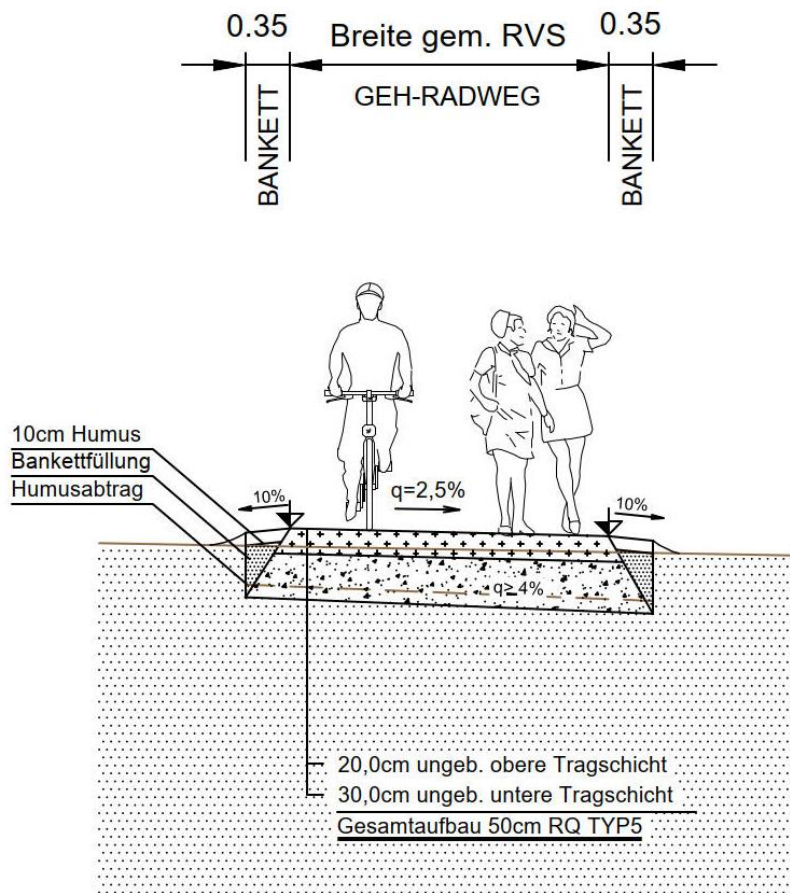 0.35
Breite gem. RVS
0.35
BANKETT
GEH-RADWEG
BANKETT
10cm Humus
Bankettfüllung
Humusabtrag
10%
q=2,5%
10%
q≥4%
20,0cm ungeb. obere Tragschicht
30,0cm ungeb. untere Tragschicht
Gesamtaufbau 50cm RQ TYP5